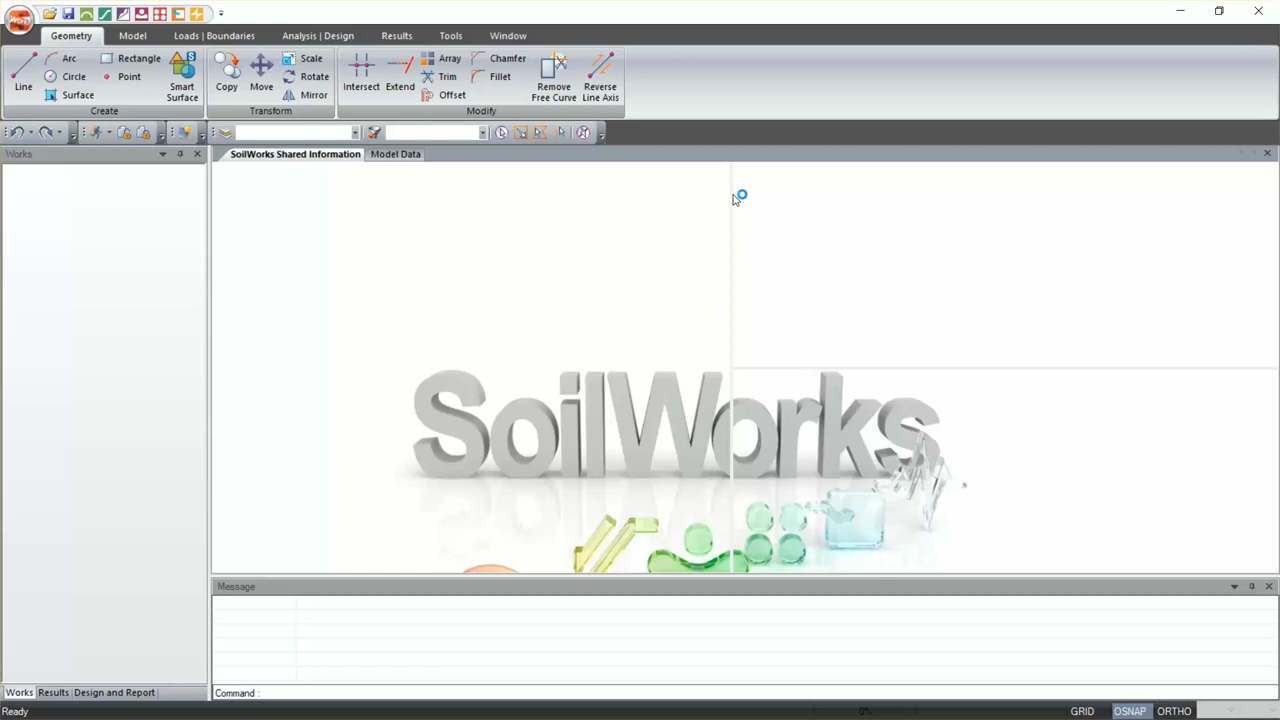 Geometry Model Loads | Boundaries Analysis | Design Results Tools Window
Line Arc Circle Surface Rectangle Point Smart Surface
Create
Copy Move Scale Rotate Mirror
Transform
Intersect Extend Array Trim Offset Chamfer Fillet Remove Free Curve Reverse Line Axis
Modify
Works
SoilWorks Shared Information Model Data
SoilWorks
Message
Command :
Works Results Design and Report
Ready
0%
GRID OSNAP ORTHO